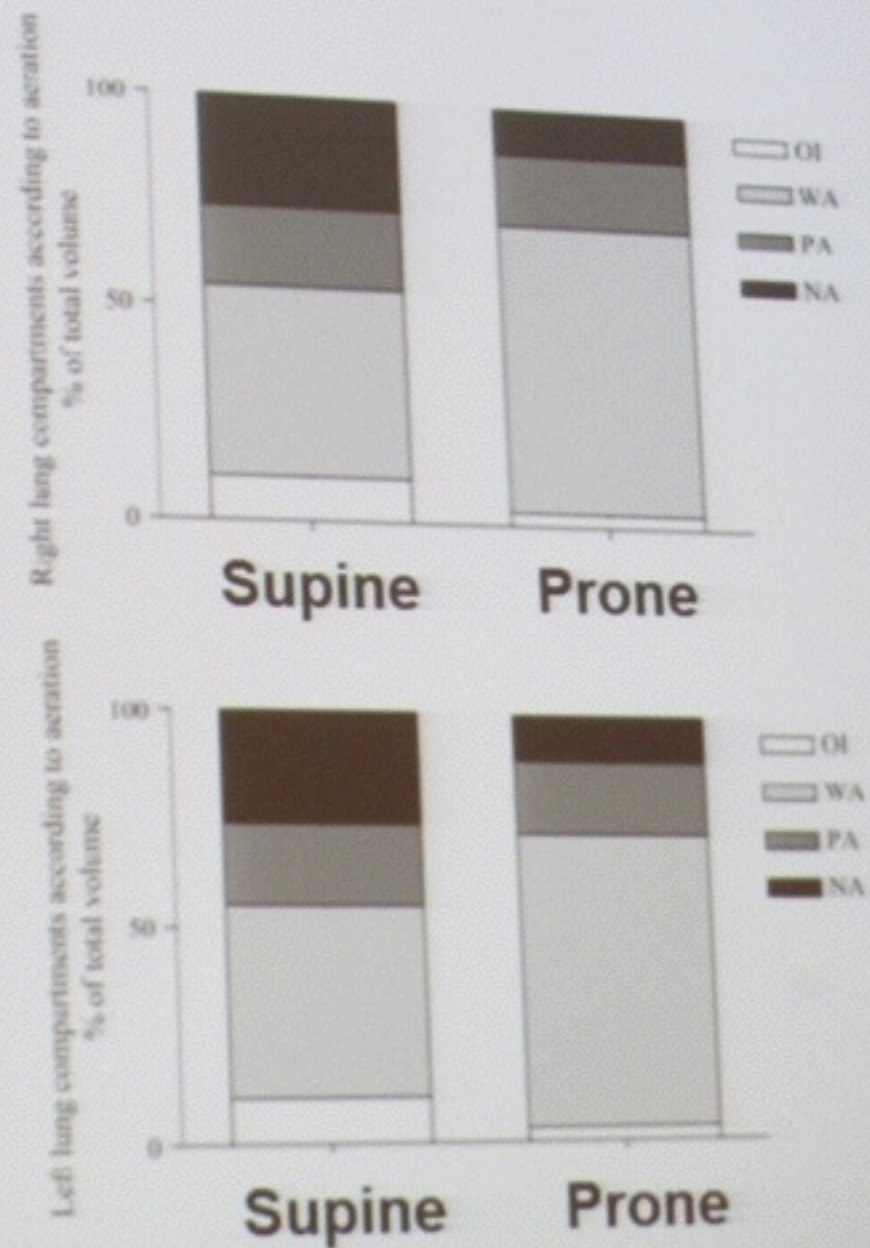 Right lung compartments according to aeration
% of total volume
100
50
0
OI
WA
PA
NA
Supine Prone
Left lung compartments according to aeration
% of total volume
100
50
0
OI
WA
PA
NA
Supine Prone